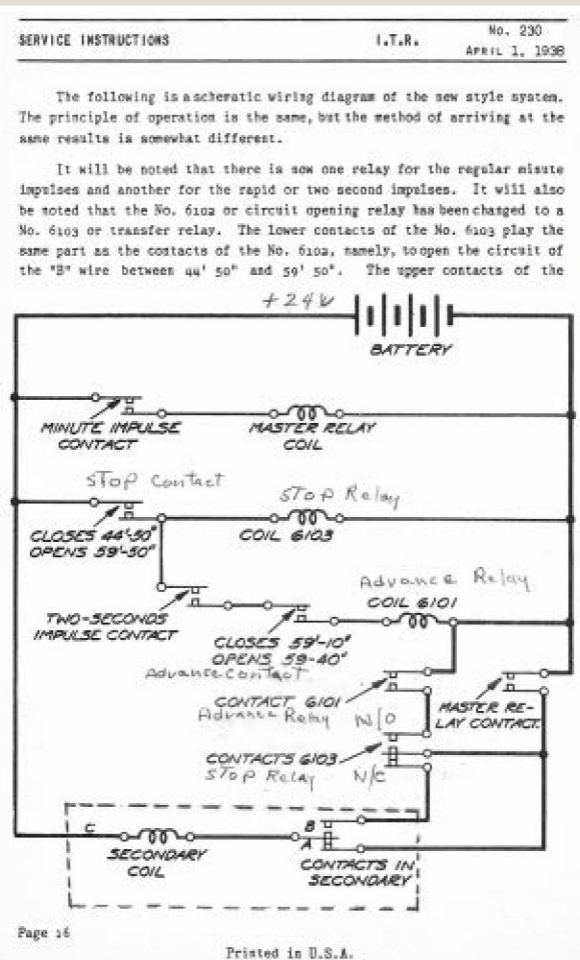 SERVICE INSTRUCTIONS I.T.R. No. 230
APRIL 1, 1938
The following is a schematic wiring diagram of the new style system.
The principle of operation is the same, but the method of arriving at the
same results is somewhat different.
It will be noted that there is now one relay for the regular minute
impulses and another for the rapid or two second impulses. It will also
be noted that the No. 6102 or circuit opening relay has been changed to a
No. 6103 or transfer relay. The lower contacts of the No. 6103 play the
same part as the contacts of the No. 6102, namely, to open the circuit of
the "B" wire between 44' 50" and 59' 50". The upper contacts of the
+24V
BATTERY
MINUTE IMPULSE
CONTACT
MASTER RELAY
COIL
STOP Contact
STOP Relay
CLOSES 44'-50"
OPENS 59'-50"
COIL 6103
Advance Relay
COIL 6101
TWO-SECONDS
IMPULSE CONTACT
CLOSES 59'-10"
OPENS 59-40"
Advance Contact
CONTACT 6101
Advance Relay N/O
MASTER RE-
LAY CONTACT
CONTACTS 6103
STOP Relay N/C
C
B
A
SECONDARY
COIL
CONTACTS IN
SECONDARY
Page 16
Printed in U.S.A.